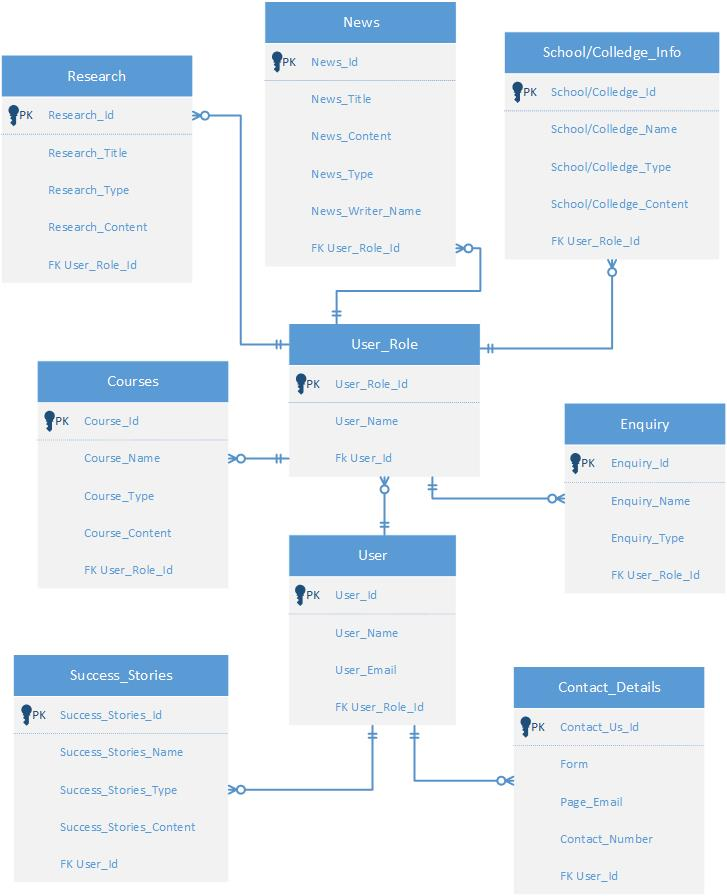 News
PK News_Id
News_Title
News_Content
News_Type
News_Writer_Name
FK User_Role_Id
School/Colledge_Info
PK School/Colledge_Id
School/Colledge_Name
School/Colledge_Type
School/Colledge_Content
FK User_Role_Id
Research
PK Research_Id
Research_Title
Research_Type
Research_Content
FK User_Role_Id
User_Role
PK User_Role_Id
User_Name
Fk User_Id
Courses
PK Course_Id
Course_Name
Course_Type
Course_Content
FK User_Role_Id
Enquiry
PK Enquiry_Id
Enquiry_Name
Enquiry_Type
FK User_Role_Id
User
PK User_Id
User_Name
User_Email
FK User_Role_Id
Success_Stories
PK Success_Stories_Id
Success_Stories_Name
Success_Stories_Type
Success_Stories_Content
FK User_Id
Contact_Details
PK Contact_Us_Id
Form
Page_Email
Contact_Number
FK User_Id